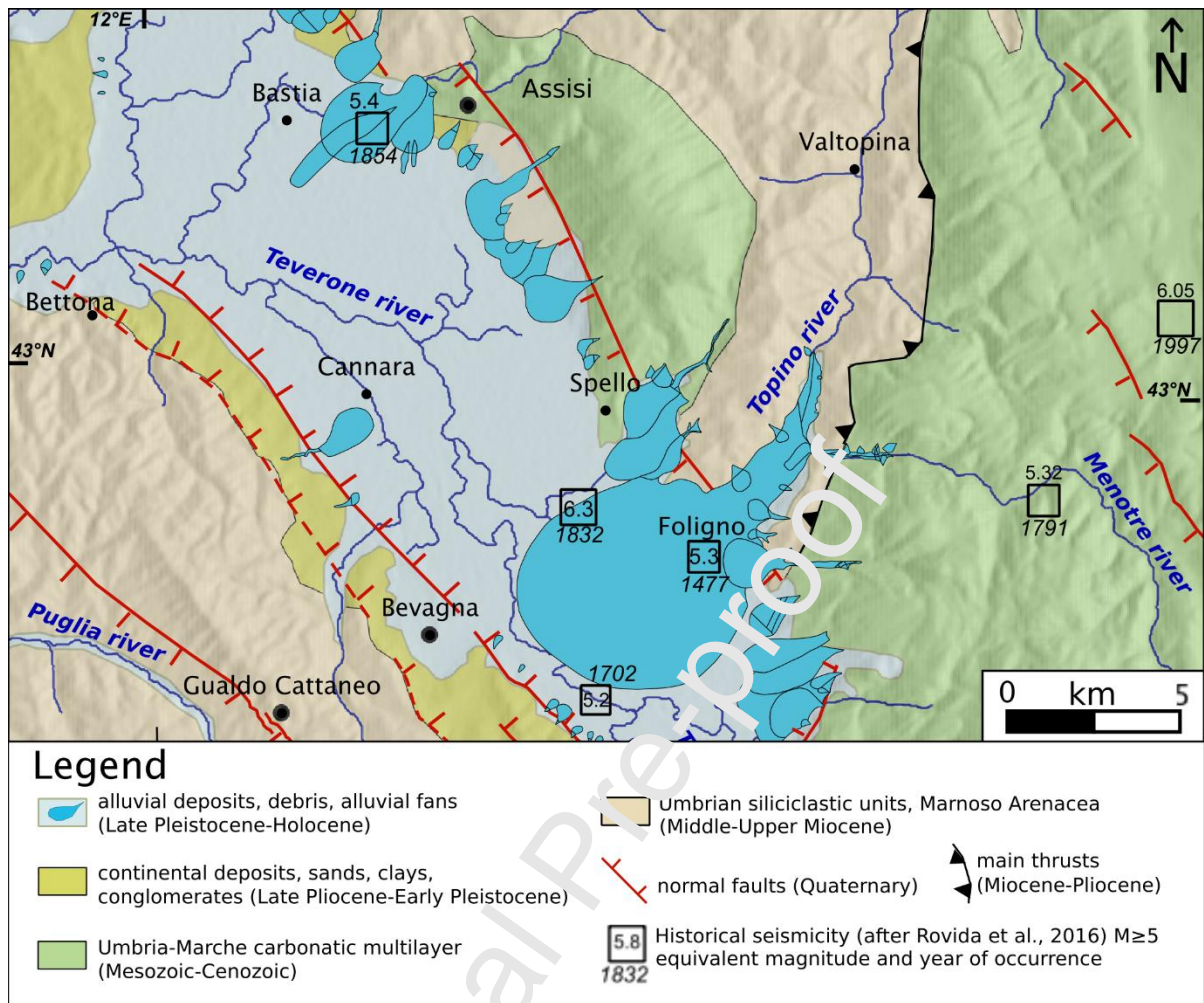 12°E
N
Bastia
5.4
1854
Assisi
Valtopina
Teverone river
Bettona
43°N
Cannara
Spello
Topino river
6.05
1997
43°N
5.32
1791
Menotre river
6.3
1832
Foligno
5.3
1477
Bevagna
Puglia river
Gualdo Cattaneo
1702
5.2
0 km 5
Legend
alluvial deposits, debris, alluvial fans
(Late Pleistocene-Holocene)
continental deposits, sands, clays,
conglomerates (Late Pliocene-Early Pleistocene)
Umbria-Marche carbonatic multilayer
(Mesozoic-Cenozoic)
Umbrian siliciclastic units, Marnoso Arenacea
(Middle-Upper Miocene)
normal faults (Quaternary)
main thrusts
(Miocene-Pliocene)
5.8
1832
Historical seismicity (after Rovida et al., 2016) M≥5
equivalent magnitude and year of occurrence
al Pre-proof